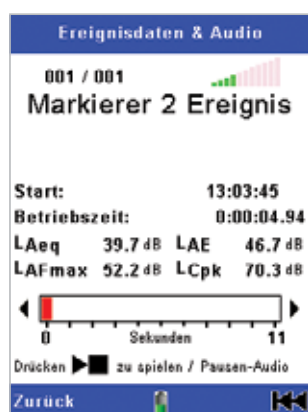 Ereignisdaten & Audio
001 / 001
Markierer 2 Ereignis
Start: 13:03:45
Betriebszeit: 0:00:04.94
LAeq 39.7 dB LAE 46.7 dB
LAFmax 52.2 dB LCpk 70.3 dB
0 Sekunden 11
Drücken ▶■ zu spielen / Pausen-Audio
Zurück